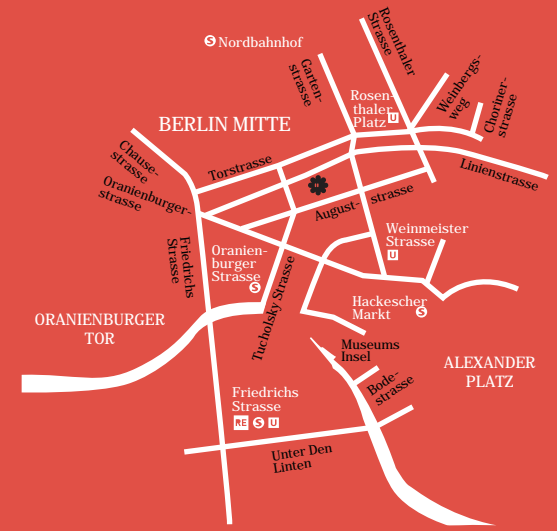 Rosenthaler
Strasse
S Nordbahnhof
Garten-
strasse
Weinbergs-
weg
Choriner-
strasse
Rosen-
thaler
Platz U
BERLIN MITTE
Chausse-
strasse
Torstrasse
Linienstrasse
Oranienburger-
strasse
August- strasse
Weinmeister
Strasse
U
Friedrichs
Strasse
Oranien-
burger
Strasse
S
Tucholsky Strasse
Hackescher
Markt S
ORANIENBURGER
TOR
Museums
Insel
ALEXANDER
PLATZ
Bode-
strasse
Friedrichs
Strasse
RE S U
Unter Den
Linten